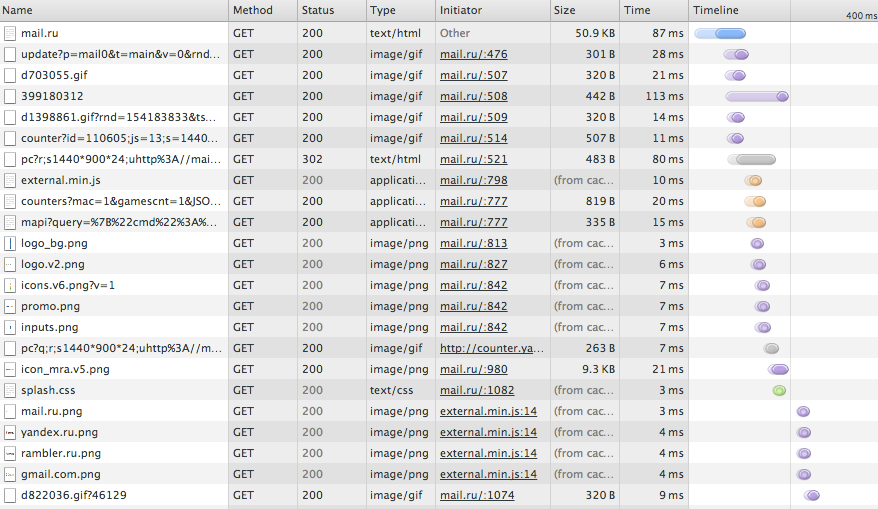 Name Method Status Type Initiator Size Time Timeline
400 ms
mail.ru GET 200 text/html Other 50.9 KB 87 ms
update?p=mail0&t=main&v=0&rnd... GET 200 image/gif mail.ru/:476 301 B 28 ms
d703055.gif GET 200 image/gif mail.ru/:507 320 B 21 ms
399180312 GET 200 image/gif mail.ru/:508 442 B 113 ms
d1398861.gif?rnd=154183833&ts... GET 200 image/gif mail.ru/:509 320 B 14 ms
counter?id=110605;js=13;s=1440... GET 200 image/gif mail.ru/:514 507 B 11 ms
pc?r;s1440*900*24;uhttp%3A//mai... GET 302 text/html mail.ru/:521 483 B 80 ms
external.min.js GET 200 applicati... mail.ru/:798 (from cac... 10 ms
counters?mac=1&gamescnt=1&JSO... GET 200 applicati... mail.ru/:777 819 B 20 ms
mapi?query=%7B%22cmd%22%3A%... GET 200 applicati... mail.ru/:777 335 B 15 ms
logo_bg.png GET 200 image/png mail.ru/:813 (from cac... 3 ms
logo.v2.png GET 200 image/png mail.ru/:827 (from cac... 6 ms
icons.v6.png?v=1 GET 200 image/png mail.ru/:842 (from cac... 7 ms
promo.png GET 200 image/png mail.ru/:842 (from cac... 7 ms
inputs.png GET 200 image/png mail.ru/:842 (from cac... 7 ms
pc?q;r;s1440*900*24;uhttp%3A//m... GET 200 image/gif http://counter.ya... 263 B 7 ms
icon_mra.v5.png GET 200 image/png mail.ru/:980 9.3 KB 21 ms
splash.css GET 200 text/css mail.ru/:1082 (from cac... 3 ms
mail.ru.png GET 200 image/png external.min.js:14 (from cac... 3 ms
yandex.ru.png GET 200 image/png external.min.js:14 (from cac... 4 ms
rambler.ru.png GET 200 image/png external.min.js:14 (from cac... 4 ms
gmail.com.png GET 200 image/png external.min.js:14 (from cac... 4 ms
d822036.gif?46129 GET 200 image/gif mail.ru/:1074 320 B 9 ms